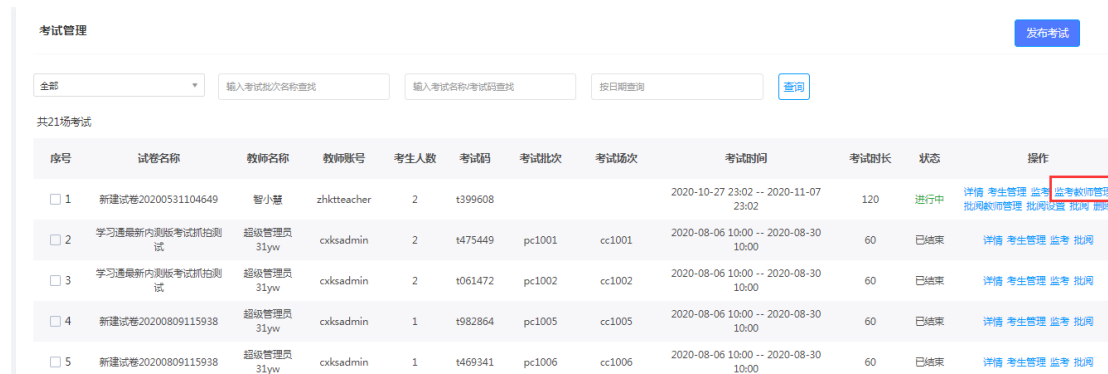 考试管理
发布考试
全部 输入考试批次名称查找 输入考试名称/考试码查找 按日期查询 查询
共21场考试
序号 试卷名称 教师名称 教师账号 考生人数 考试码 考试批次 考试场次 考试时间 考试时长 状态 操作
1 新建试卷20200531104649 智小慧 zhktteacher 2 t399608 2020-10-27 23:02 -- 2020-11-07 23:02 120 进行中 详情 考生管理 监考 监考教师管理 批阅教师管理 批阅设置 批阅 删除
2 学习通最新内测版考试抓拍测试 超级管理员31yw cxksadmin 2 t475449 pc1001 cc1001 2020-08-06 10:00 -- 2020-08-30 10:00 60 已结束 详情 考生管理 监考 批阅
3 学习通最新内测版考试抓拍测试 超级管理员31yw cxksadmin 2 t061472 pc1002 cc1002 2020-08-06 10:00 -- 2020-08-30 10:00 60 已结束 详情 考生管理 监考 批阅
4 新建试卷20200809115938 超级管理员31yw cxksadmin 1 t982864 pc1005 cc1005 2020-08-06 10:00 -- 2020-08-30 10:00 60 已结束 详情 考生管理 监考 批阅
5 新建试卷20200809115938 超级管理员31yw cxksadmin 1 t469341 pc1006 cc1006 2020-08-06 10:00 -- 2020-08-30 10:00 60 已结束 详情 考生管理 监考 批阅